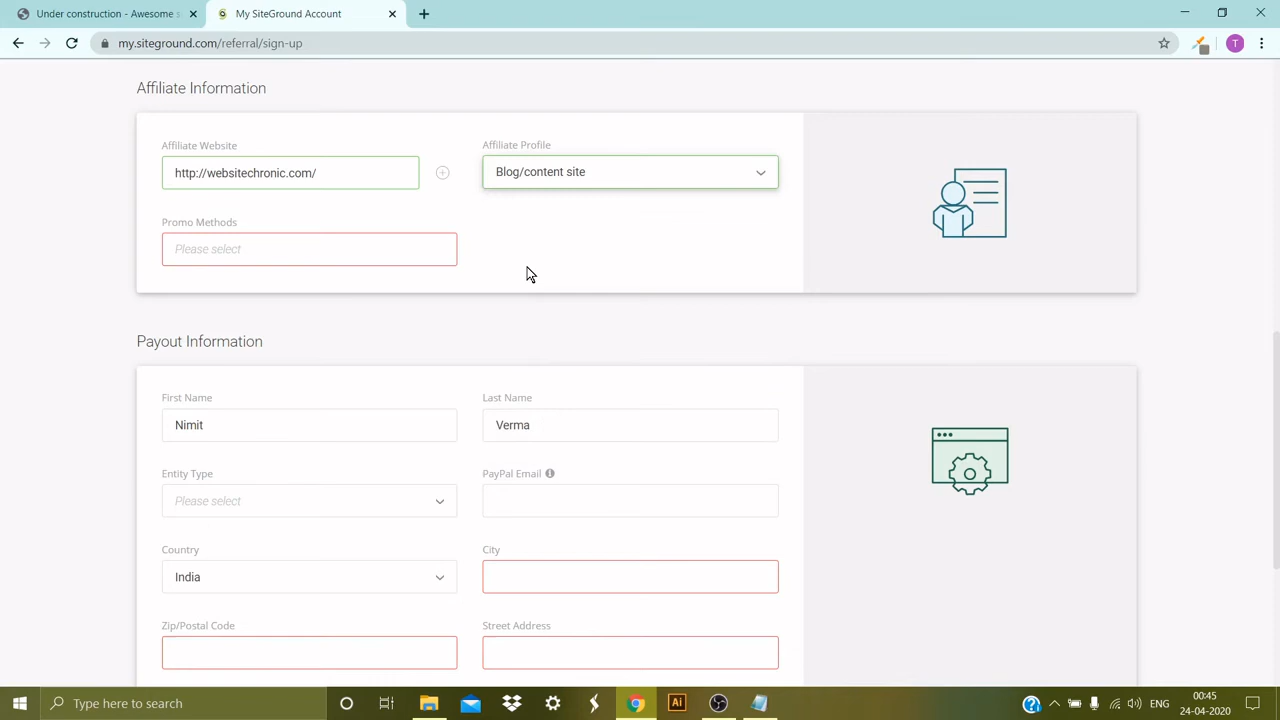 Under construction - Awesome s
My SiteGround Account
my.siteground.com/referral/sign-up
T
Affiliate Information
Affiliate Website
Affiliate Profile
http://websitechronic.com/
Blog/content site
Promo Methods
Please select
Payout Information
First Name
Last Name
Nimit
Verma
Entity Type
PayPal Email
Please select
Country
City
India
Zip/Postal Code
Street Address
Type here to search
Ai
ENG
00:45
24-04-2020